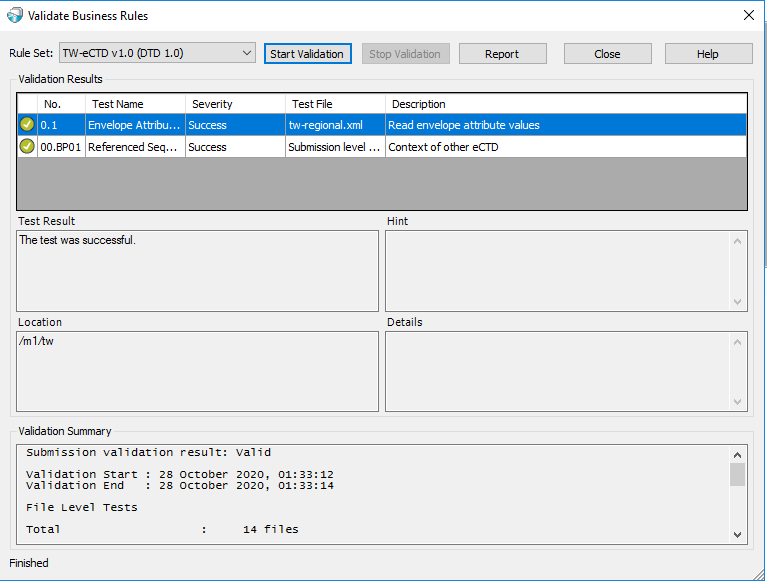 Validate Business Rules
Rule Set: TW-eCTD v1.0 (DTD 1.0) Start Validation Stop Validation Report Close Help
Validation Results
No. Test Name Severity Test File Description
0.1 Envelope Attribu... Success tw-regional.xml Read envelope attribute values
00.BP01 Referenced Seq... Success Submission level ... Context of other eCTD
Test Result Hint
The test was successful.
Location Details
/m1/tw
Validation Summary
Submission validation result: Valid
Validation Start : 28 October 2020, 01:33:12
Validation End : 28 October 2020, 01:33:14
File Level Tests
Total : 14 files
Finished